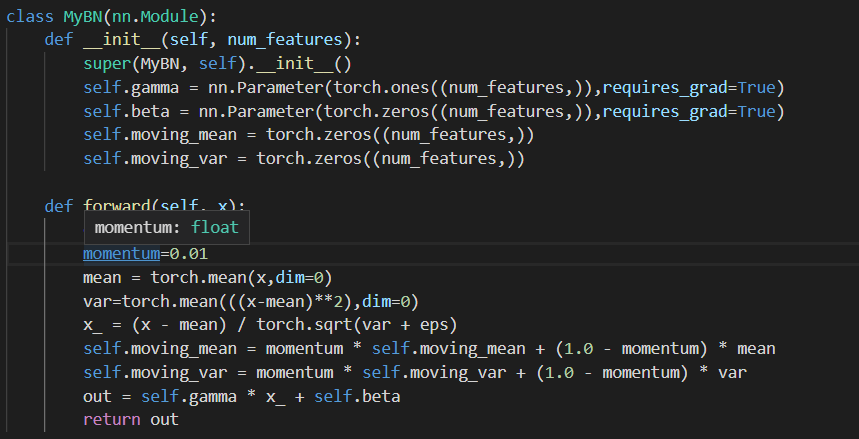 class MyBN(nn.Module):
    def __init__(self, num_features):
        super(MyBN, self).__init__()
        self.gamma = nn.Parameter(torch.ones((num_features,)),requires_grad=True)
        self.beta = nn.Parameter(torch.zeros((num_features,)),requires_grad=True)
        self.moving_mean = torch.zeros((num_features,))
        self.moving_var = torch.zeros((num_features,))

    def forward(self, x):
        momentum: float
        momentum=0.01
        mean = torch.mean(x,dim=0)
        var=torch.mean(((x-mean)**2),dim=0)
        x_ = (x - mean) / torch.sqrt(var + eps)
        self.moving_mean = momentum * self.moving_mean + (1.0 - momentum) * mean
        self.moving_var = momentum * self.moving_var + (1.0 - momentum) * var
        out = self.gamma * x_ + self.beta
        return out